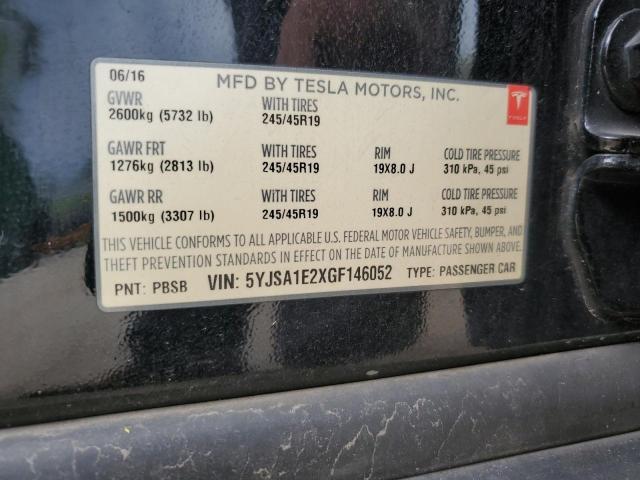 06/16 MFD BY TESLA MOTORS, INC.
GVWR WITH TIRES
2600kg (5732 lb) 245/45R19
TESLA
GAWR FRT WITH TIRES RIM COLD TIRE PRESSURE
1276kg (2813 lb) 245/45R19 19X8.0 J 310 kPa, 45 psi
GAWR RR WITH TIRES RIM COLD TIRE PRESSURE
1500kg (3307 lb) 245/45R19 19X8.0 J 310 kPa, 45 psi
THIS VEHICLE CONFORMS TO ALL APPLICABLE U.S. FEDERAL MOTOR VEHICLE SAFETY, BUMPER, AND
THEFT PREVENTION STANDARDS IN EFFECT ON THE DATE OF MANUFACTURE SHOWN ABOVE.
PNT: PBSB VIN: 5YJSA1E2XGF146052 TYPE: PASSENGER CAR